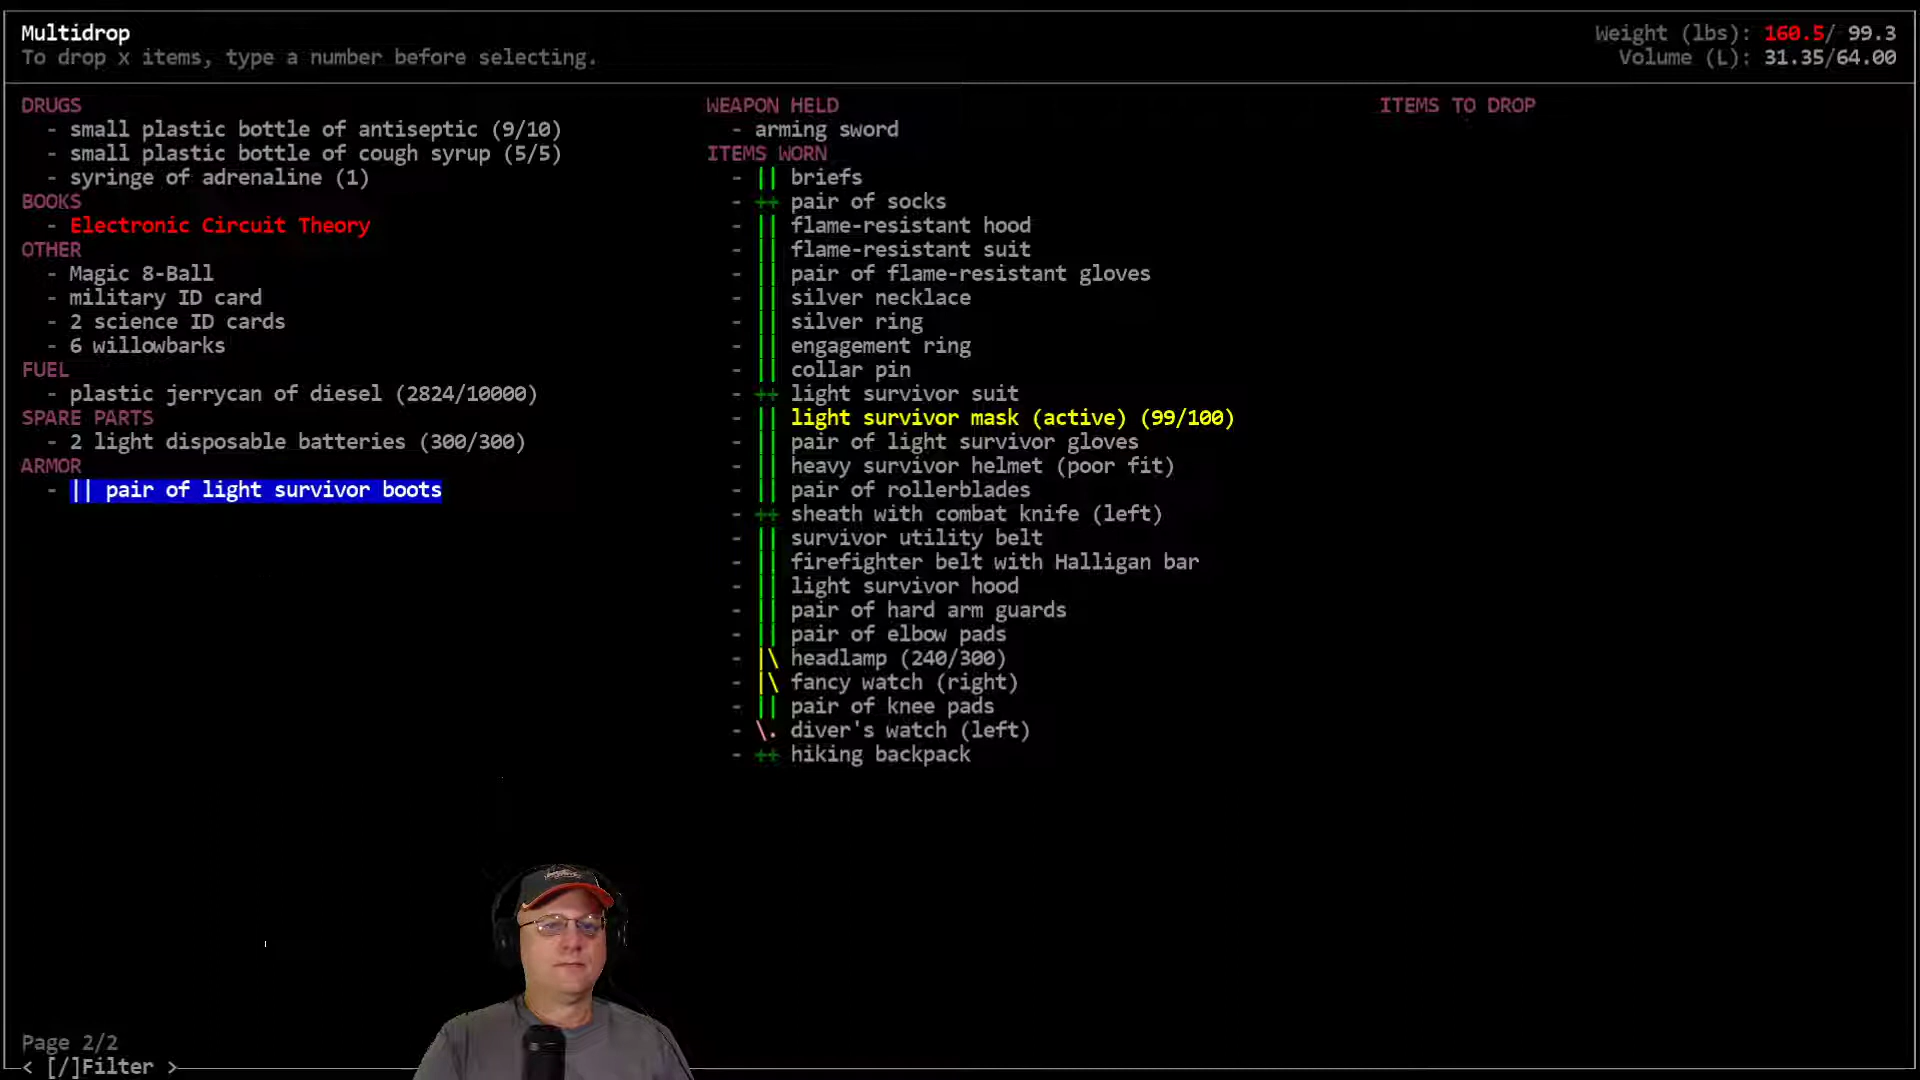 Multidrop
To drop x items, type a number before selecting.
Weight (lbs): 160.5/ 99.3
Volume (L): 31.35/64.00
DRUGS
- small plastic bottle of antiseptic (9/10)
- small plastic bottle of cough syrup (5/5)
- syringe of adrenaline (1)
BOOKS
- Electronic Circuit Theory
OTHER
- Magic 8-Ball
- military ID card
- 2 science ID cards
- 6 willowbarks
FUEL
- plastic jerrycan of diesel (2824/10000)
SPARE PARTS
- 2 light disposable batteries (300/300)
ARMOR
- || pair of light survivor boots
WEAPON HELD
- arming sword
ITEMS WORN
- || briefs
- ++ pair of socks
- || flame-resistant hood
- || flame-resistant suit
- || pair of flame-resistant gloves
- || silver necklace
- || silver ring
- || engagement ring
- || collar pin
- ++ light survivor suit
- || light survivor mask (active) (99/100)
- || pair of light survivor gloves
- || heavy survivor helmet (poor fit)
- || pair of rollerblades
- ++ sheath with combat knife (left)
- || survivor utility belt
- || firefighter belt with Halligan bar
- || light survivor hood
- || pair of hard arm guards
- || pair of elbow pads
- |\ headlamp (240/300)
- |\ fancy watch (right)
- || pair of knee pads
- \. diver's watch (left)
- ++ hiking backpack
ITEMS TO DROP
Page 2/2
< [/]Filter >